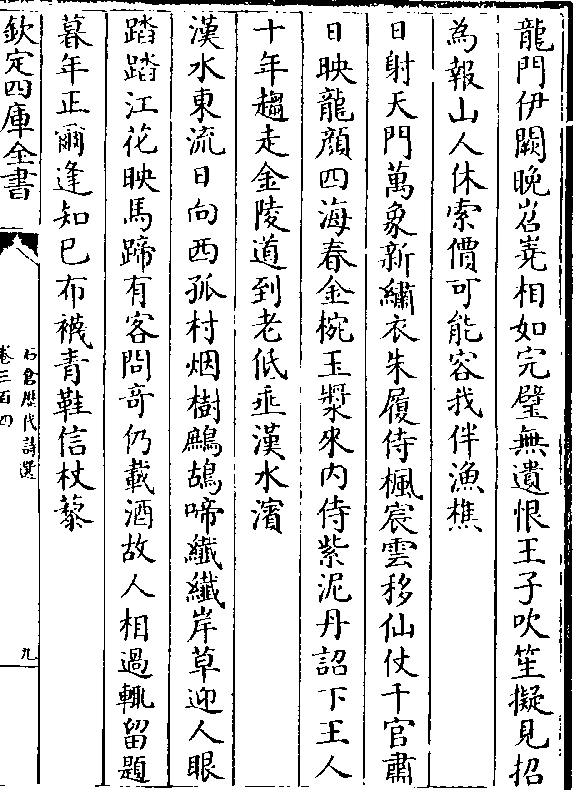 龍門伊闕晚岧嶤相如完璧無遺恨王子吹笙擬見招
為報山人休索價可能容我伴漁樵
日射天門萬象新繡衣朱履侍楓宸雲移仙仗千官肅
日映龍顔四海春金椀玉漿來内侍紫泥丹詔下王人
十年趨走金陵道到老低垂漢水濱
漢水東流日向西孤村烟樹鷓鴣啼纖纖岸草迎人眼
踏踏江花映馬蹄有客問奇仍載酒故人相過輒留題
暮年正爾逢知已布襪青鞋信杖藜
欽定四庫全書
石倉歴代詩選
卷三百四
九